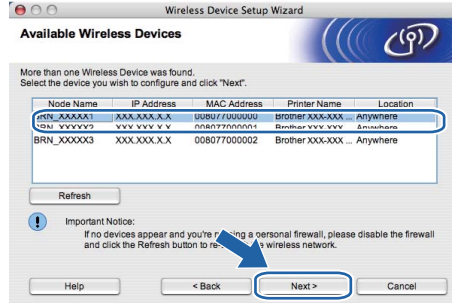 Wireless Device Setup Wizard
Available Wireless Devices
More than one Wireless Device was found.
Select the device you wish to configure and click "Next".
Node Name IP Address MAC Address Printer Name Location
BRN_XXXXX1 XXX.XXX.X.X 008077000000 Brother XXX-XXX ... Anywhere
BRN_XXXXX2 XXX.XXX.X.X 008077000001 Brother XXX-XXX ... Anywhere
BRN_XXXXX3 XXX.XXX.X.X 008077000002 Brother XXX-XXX ... Anywhere
Refresh
Important Notice:
If no devices appear and you're a personal firewall, please disable the firewall
and click the Refresh button to wireless network.
Help < Back Next > Cancel